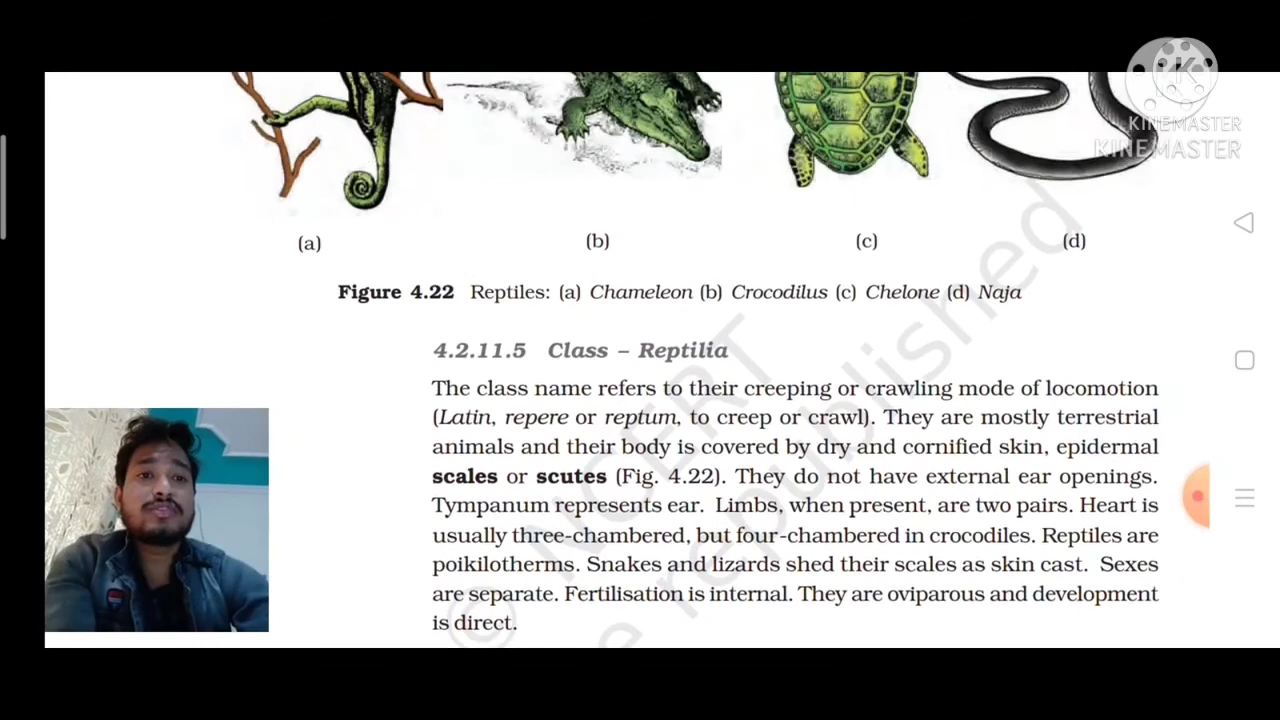 KINEMASTER
KINEMASTER
(a)
(b)
(c)
(d)
Figure 4.22 Reptiles: (a) Chameleon (b) Crocodilus (c) Chelone (d) Naja
4.2.11.5 Class – Reptilia
The class name refers to their creeping or crawling mode of locomotion
(Latin, repere or reptum, to creep or crawl). They are mostly terrestrial
animals and their body is covered by dry and cornified skin, epidermal
scales or scutes (Fig. 4.22). They do not have external ear openings.
Tympanum represents ear. Limbs, when present, are two pairs. Heart is
usually three-chambered, but four-chambered in crocodiles. Reptiles are
poikilotherms. Snakes and lizards shed their scales as skin cast. Sexes
are separate. Fertilisation is internal. They are oviparous and development
is direct.
© NCERT
republished